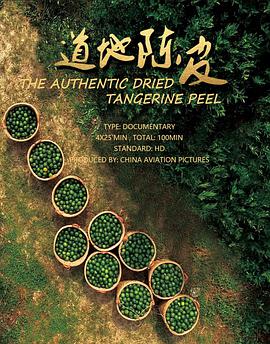 道地陈皮
THE AUTHENTIC DRIED
TANGERINE PEEL
TYPE: DOCUMENTARY
4X25'MIN , TOTAL: 100MIN
STANDARD: HD
PRODUCED BY: CHINA AVIATION PICTURES